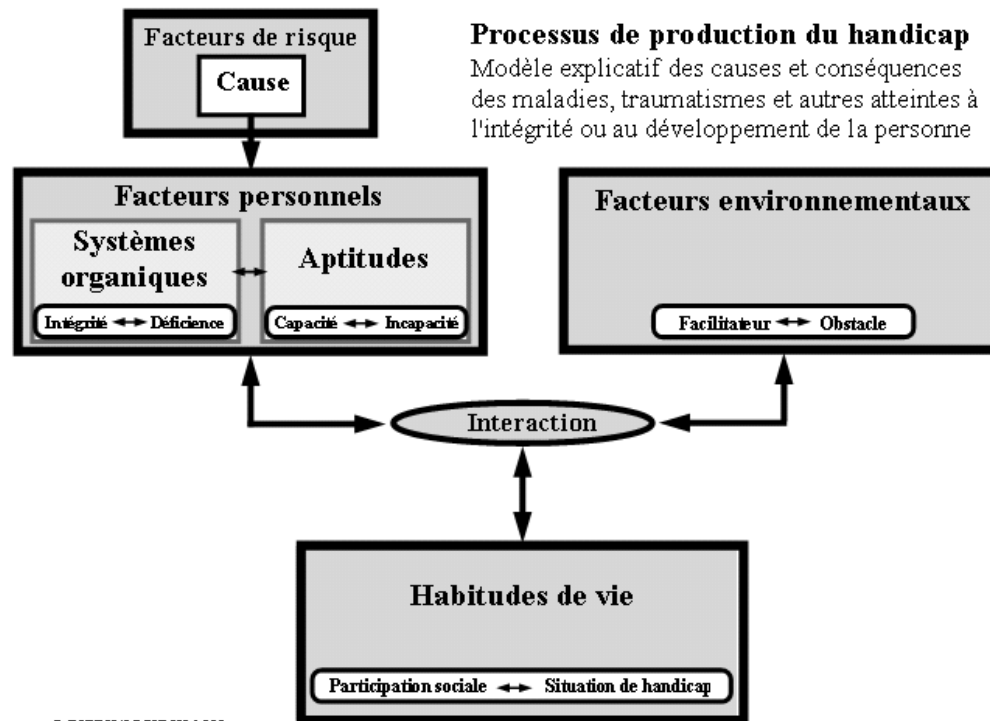 Facteurs de risque
Cause
Processus de production du handicap
Modèle explicatif des causes et conséquences
des maladies, traumatismes et autres atteintes à
l'intégrité ou au développement de la personne
Facteurs personnels
Systèmes
organiques
Intégrité Déficience
Aptitudes
Capacité Incapacité
Facteurs environnementaux
Facilitateur Obstacle
Interaction
Habitudes de vie
Participation sociale Situation de handicap